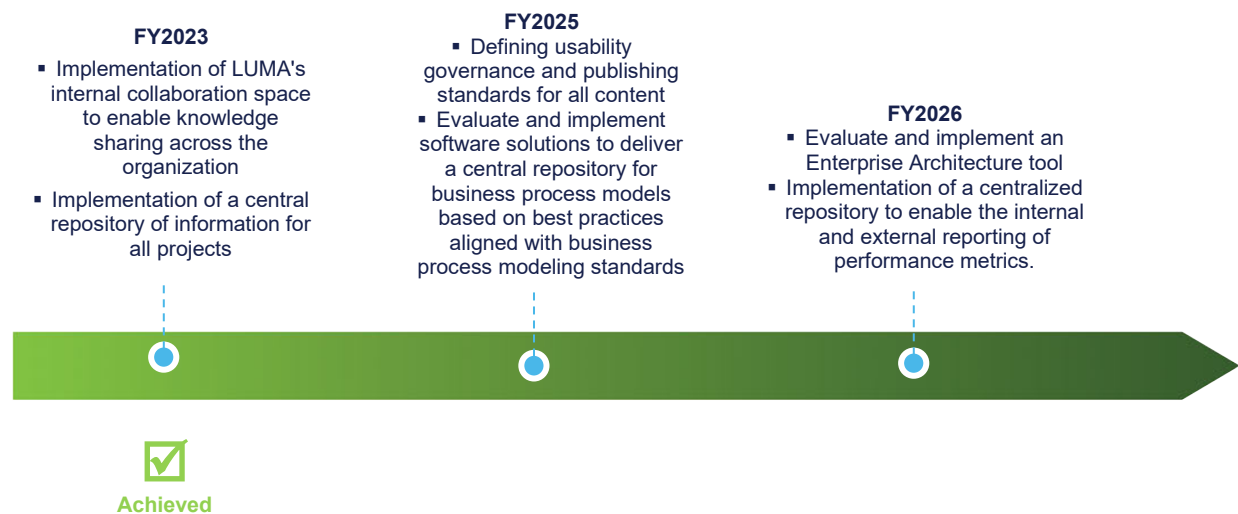 FY2023
▪ Implementation of LUMA's
internal collaboration space
to enable knowledge
sharing across the
organization
▪ Implementation of a central
repository of information for
all projects
FY2025
▪ Defining usability
governance and publishing
standards for all content
▪ Evaluate and implement
software solutions to deliver
a central repository for
business process models
based on best practices
aligned with business
process modeling standards
FY2026
▪ Evaluate and implement an
Enterprise Architecture tool
▪ Implementation of a centralized
repository to enable the internal
and external reporting of
performance metrics.
Achieved